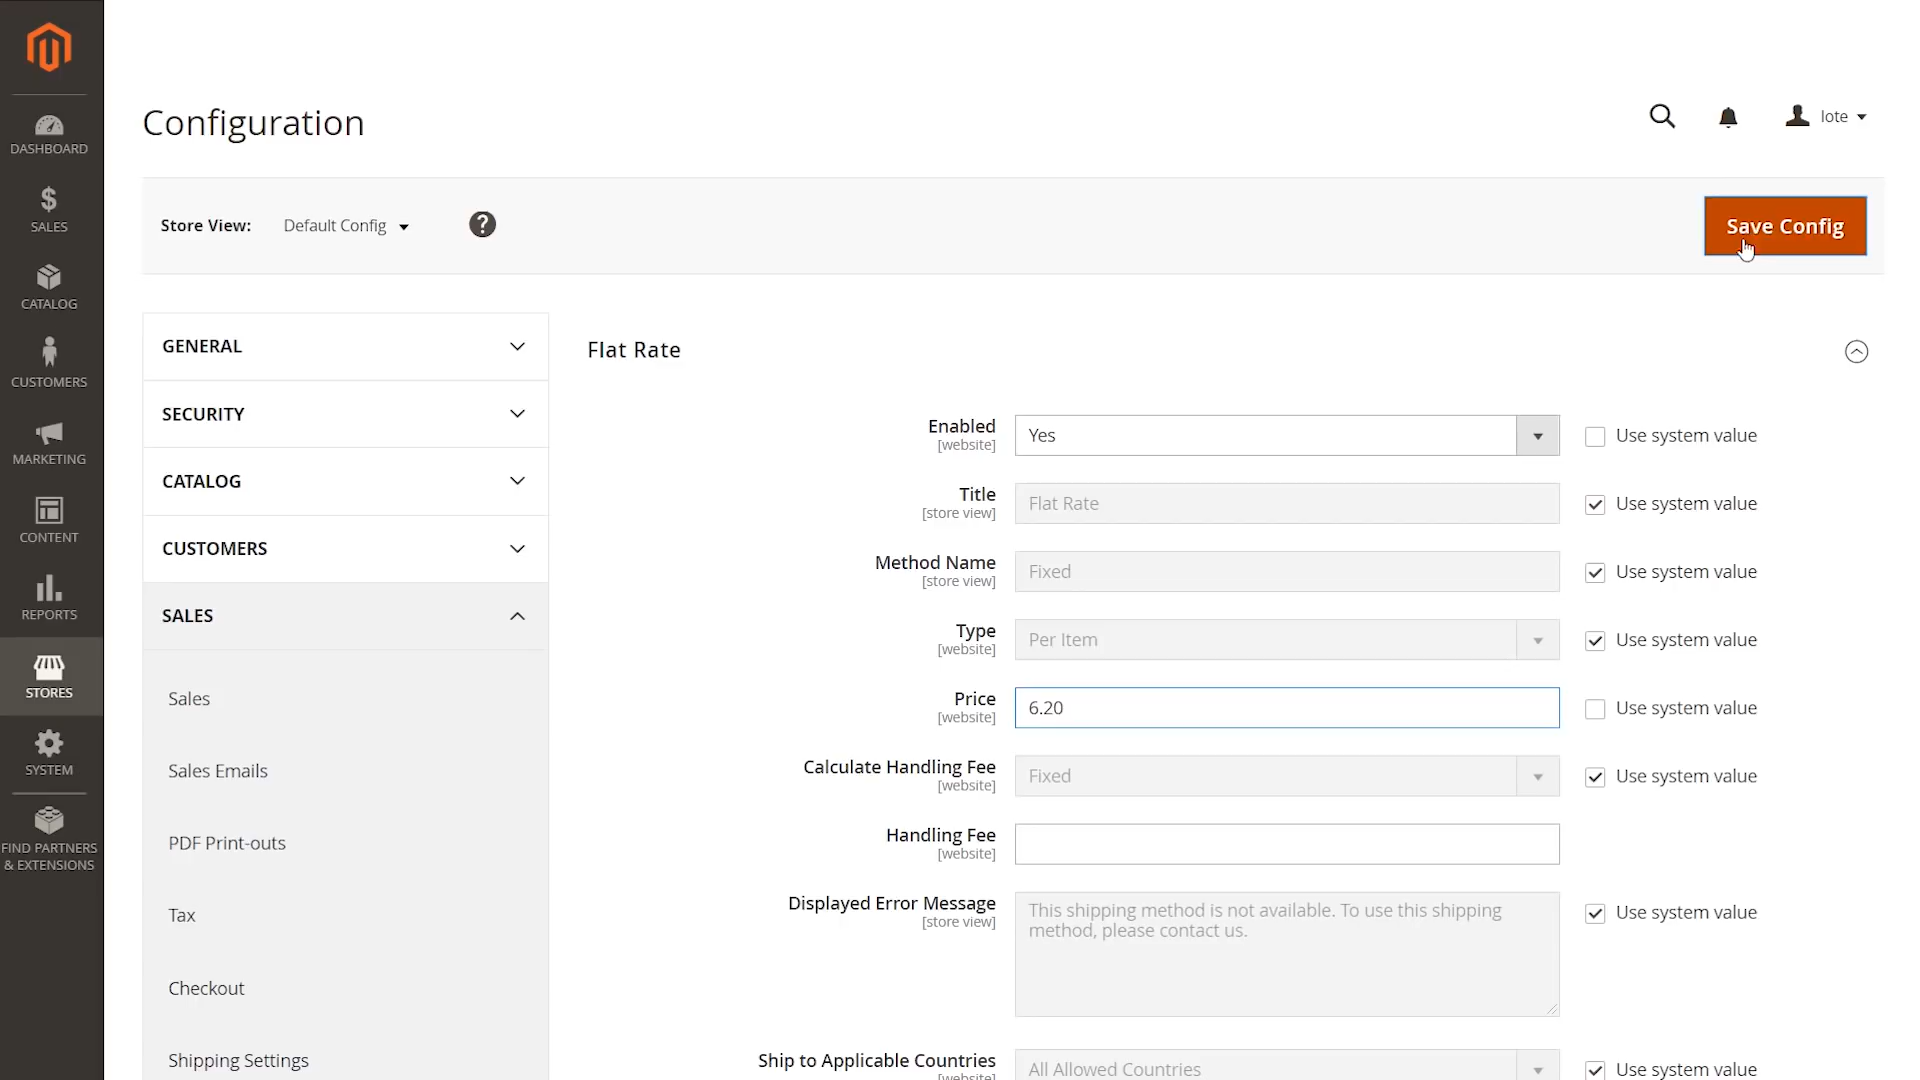 Configuration
lote
Store View:
Default Config
?
Save Config
DASHBOARD
SALES
CATALOG
CUSTOMERS
MARKETING
CONTENT
REPORTS
STORES
SYSTEM
FIND PARTNERS
& EXTENSIONS
GENERAL
SECURITY
CATALOG
CUSTOMERS
SALES
Sales
Sales Emails
PDF Print-outs
Tax
Checkout
Shipping Settings
Flat Rate
Enabled
[website]
Yes
Use system value
Title
[store view]
Flat Rate
Use system value
Method Name
[store view]
Fixed
Use system value
Type
[website]
Per Item
Use system value
Price
[website]
6.20
Use system value
Calculate Handling Fee
[website]
Fixed
Use system value
Handling Fee
[website]
Displayed Error Message
[store view]
This shipping method is not available. To use this shipping
method, please contact us.
Use system value
Ship to Applicable Countries
[website]
All Allowed Countries
Use system value